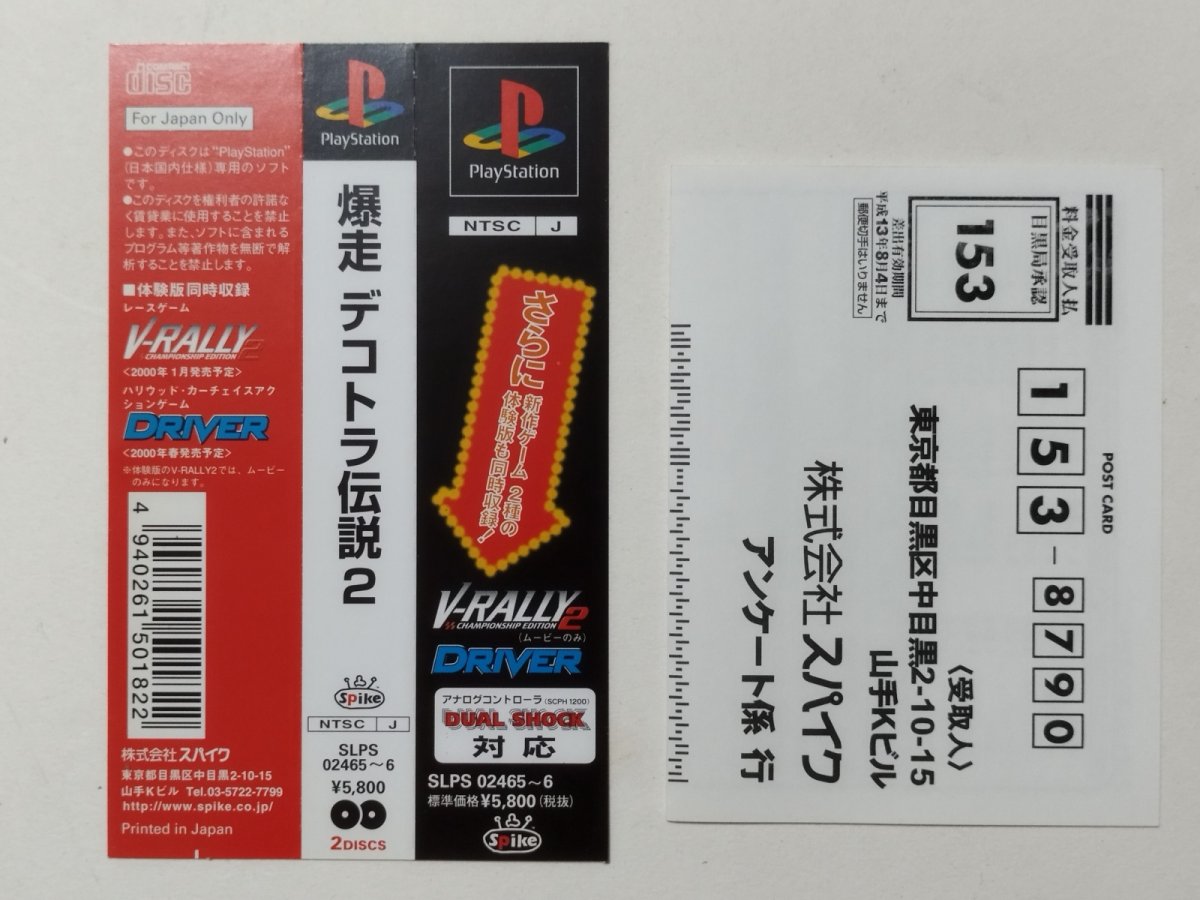 COMPACT
disc
For Japan Only
●このディスクは"PlayStation"
(日本国内仕様)専用のソフト
です。
●このディスクを権利者の許諾な
く賃貸業に使用することを禁止
します。また、ソフトに含まれる
プログラム等著作物を無断で解
析することを禁止します。
■体験版同時収録
レースゲーム
V-RALLY2
CHAMPIONSHIP EDITION
<2000年1月発売予定>
ハリウッド・カーチェイスアク
ションゲーム
DRIVER
<2000年春発売予定>
※体験版のV-RALLY2では、ムービー
のみになります。
4 940261 501822
株式会社スパイク
東京都目黒区中目黒2-10-15
山手Kビル Tel.03-5722-7799
http://www.spike.co.jp/
Printed in Japan
PlayStation
爆走 デコトラ伝説2
Spike
NTSC J
SLPS
02465～6
¥5,800
2DISCS
PlayStation
NTSC J
さらに
新作ゲーム 2種の
体験版も同時収録!
V-RALLY2
CHAMPIONSHIP EDITION
(ムービーのみ)
DRIVER
アナログコントローラ(SCPH 1200)
DUAL SHOCK
対応
SLPS 02465～6
標準価格¥5,800(税抜)
Spike
料金受取人払
目黒局承認
153
差出有効期間
平成13年8月4日まで
郵便切手はいりません
POST CARD
153-8790
〈受取人〉
東京都目黒区中目黒2-10-15
山手Kビル
株式会社スパイク
アンケート係 行